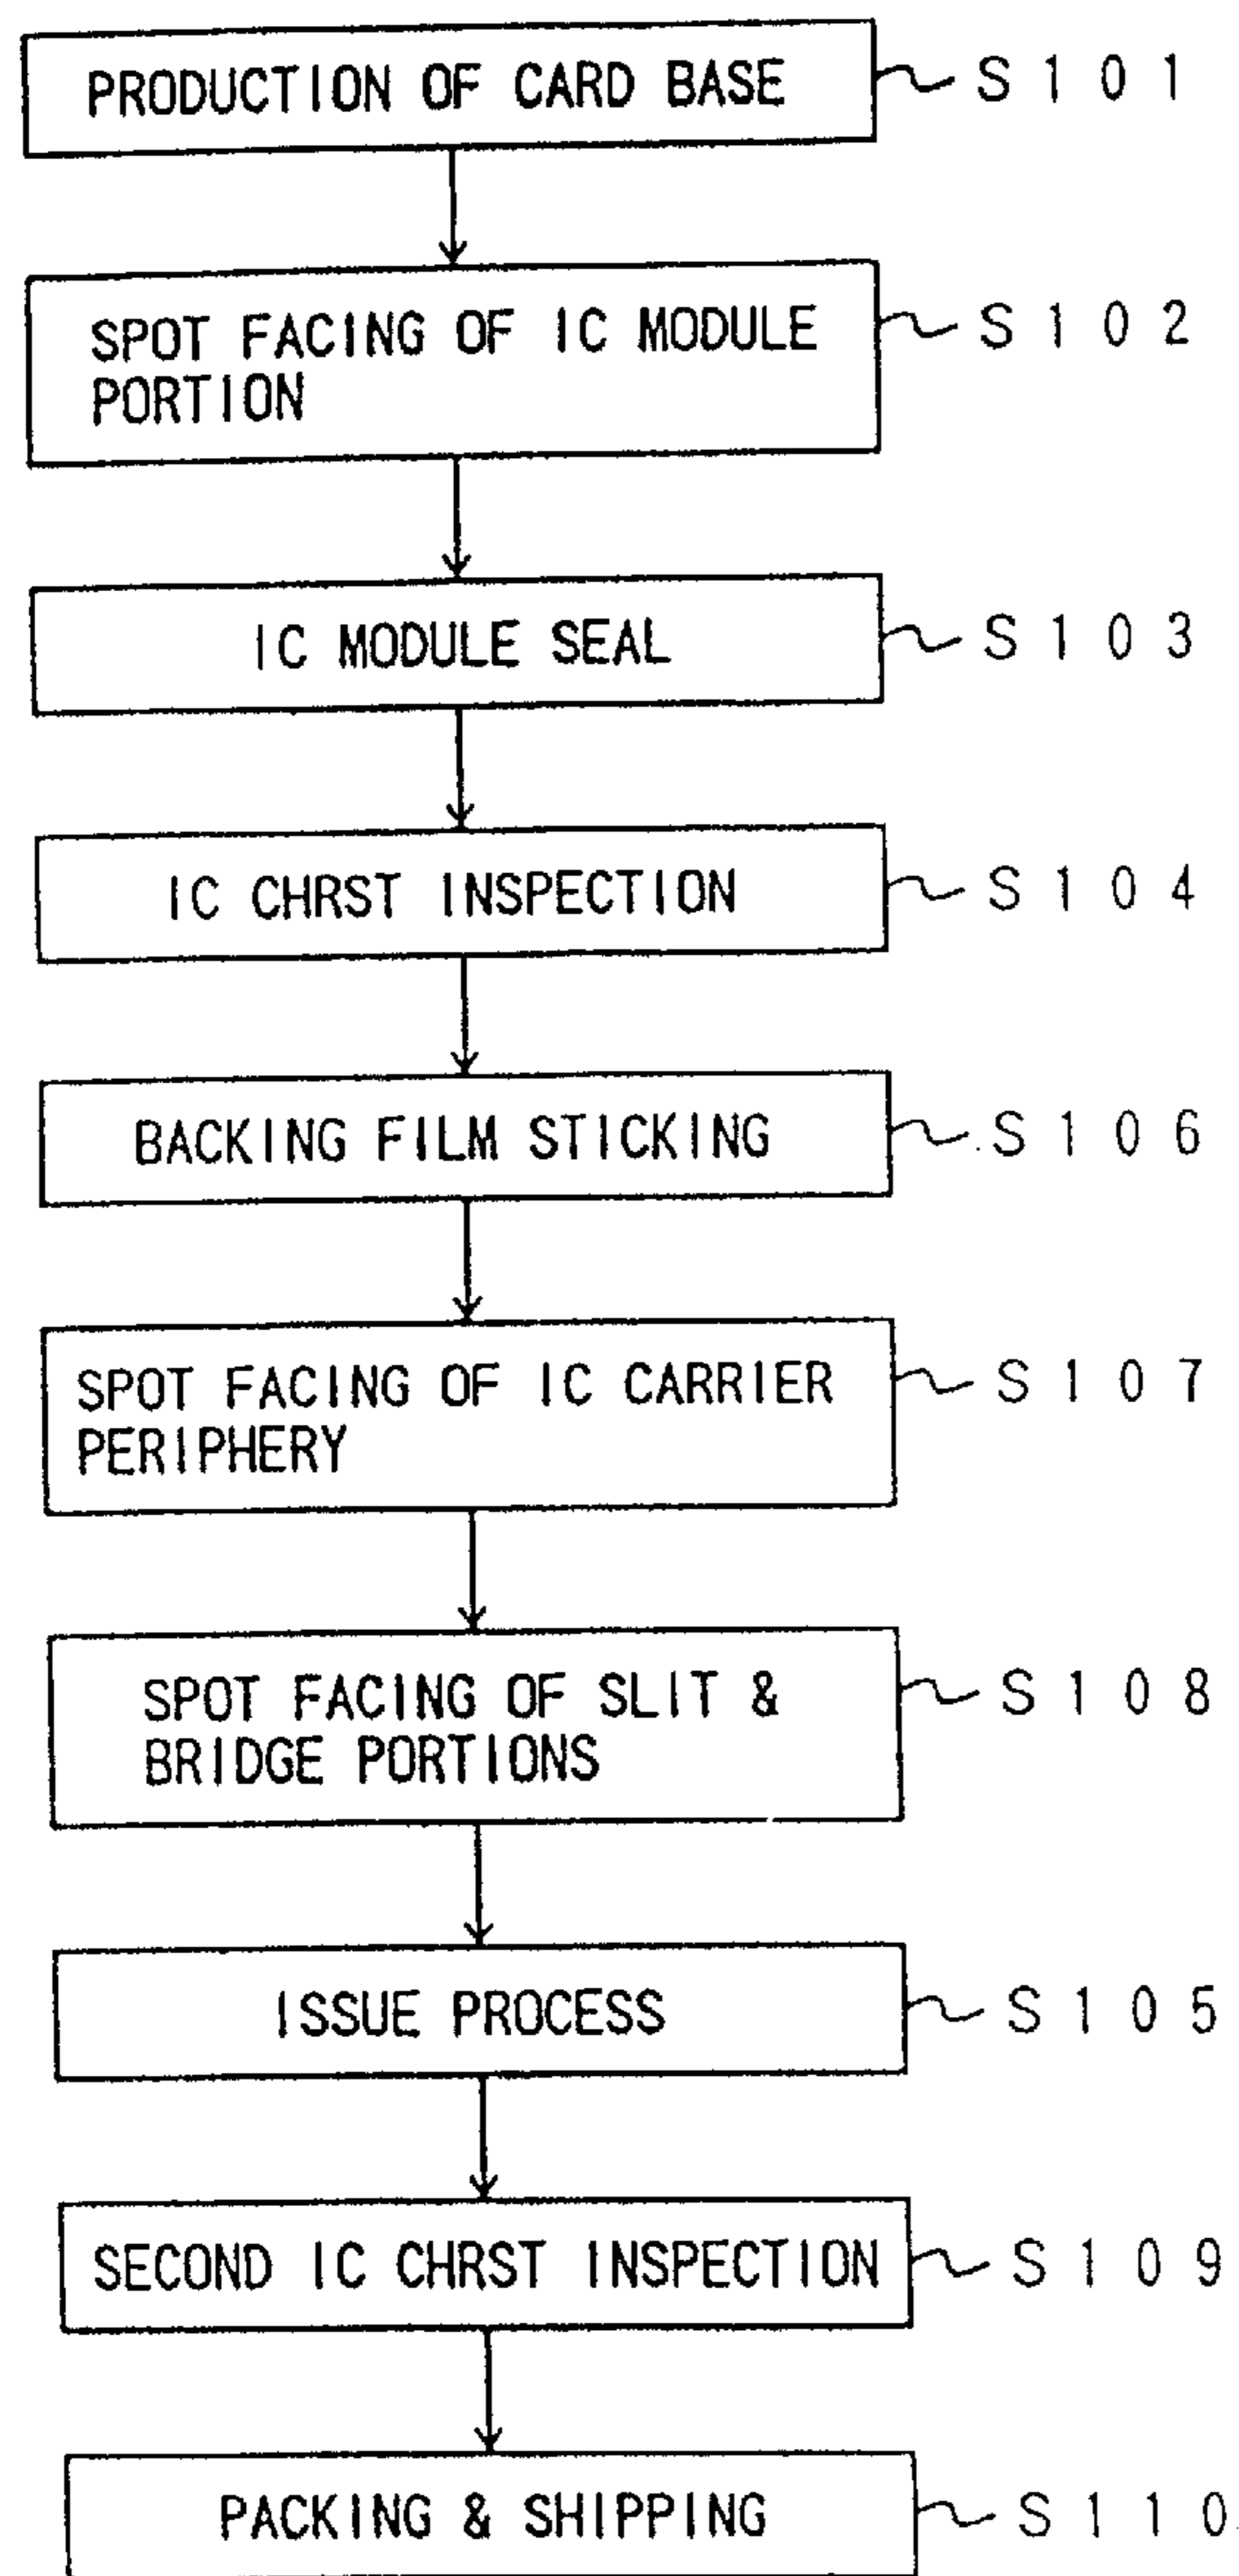 PRODUCTION OF CARD BASE S101
SPOT FACING OF IC MODULE
PORTION S102
IC MODULE SEAL S103
IC CHRST INSPECTION S104
BACKING FILM STICKING S106
SPOT FACING OF IC CARRIER
PERIPHERY S107
SPOT FACING OF SLIT &
BRIDGE PORTIONS S108
ISSUE PROCESS S105
SECOND IC CHRST INSPECTION S109
PACKING & SHIPPING S110